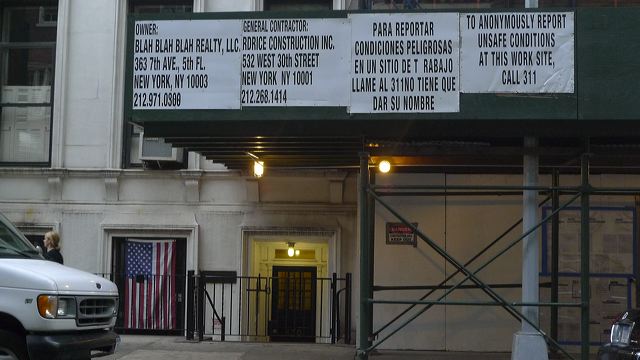 OWNER:
BLAH BLAH BLAH REALTY, LLC.
363 7th AVE., 5th FL.
NEW YORK, NY 10003
212.971.0366
GENERAL CONTRACTOR:
RDRICE CONSTRUCTION INC.
532 WEST 30th STREET
NEW YORK NY 10001
212.268.1414
PARA REPORTAR
CONDICIONES PELIGROSAS
EN UN SITIO DE T RABAJO
LLAME AL 311NO TIENE QUE
DAR SU NOMBRE
TO ANONYMOUSLY REPORT
UNSAFE CONDITIONS
AT THIS WORK SITE,
CALL 311
DANGER